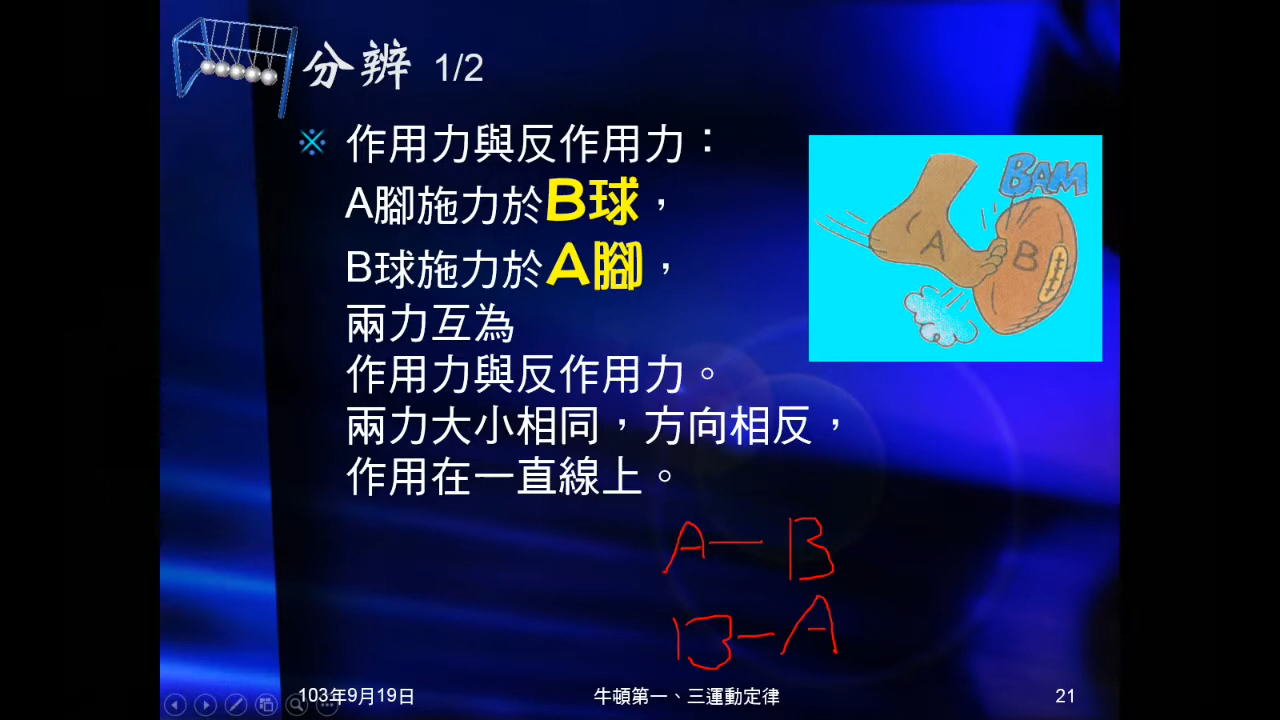 分辨 1/2
※ 作用力與反作用力：
A腳施力於B球，
B球施力於A腳，
兩力互為
作用力與反作用力。
兩力大小相同，方向相反，
作用在一直線上。
BAM
A
B
A—B
B-A
103年9月19日
牛頓第一、三運動定律
21